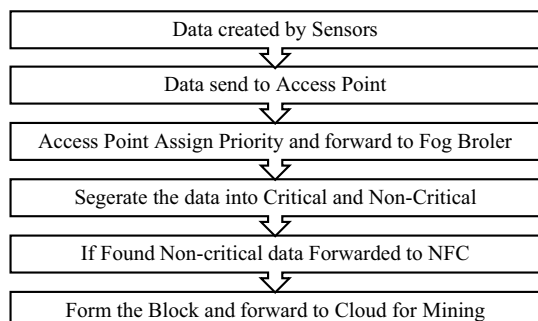 Data created by Sensors
Data send to Access Point
Access Point Assign Priority and forward to Fog Broler
Segerate the data into Critical and Non-Critical
If Found Non-critical data Forwarded to NFC
Form the Block and forward to Cloud for Mining